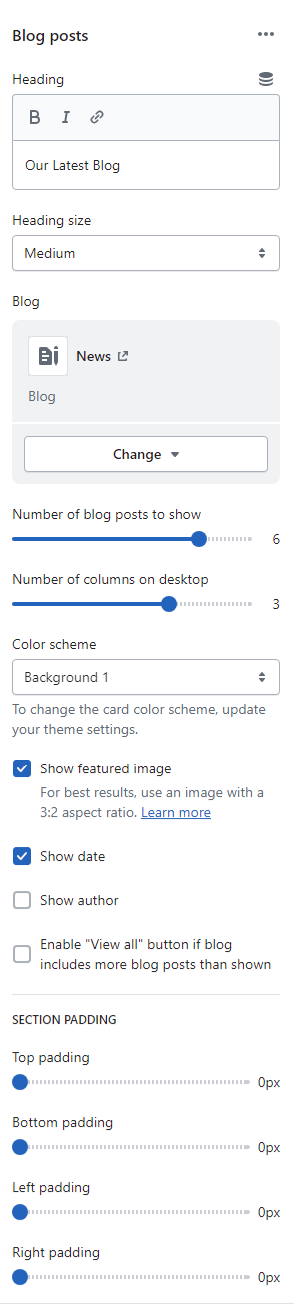 Blog posts
Heading
B I
Our Latest Blog
Heading size
Medium
Blog
News
Blog
Change
Number of blog posts to show
6
Number of columns on desktop
3
Color scheme
Background 1
To change the card color scheme, update
your theme settings.
Show featured image
For best results, use an image with a
3:2 aspect ratio. Learn more
Show date
Show author
Enable "View all" button if blog
includes more blog posts than shown
SECTION PADDING
Top padding
0px
Bottom padding
0px
Left padding
0px
Right padding
0px